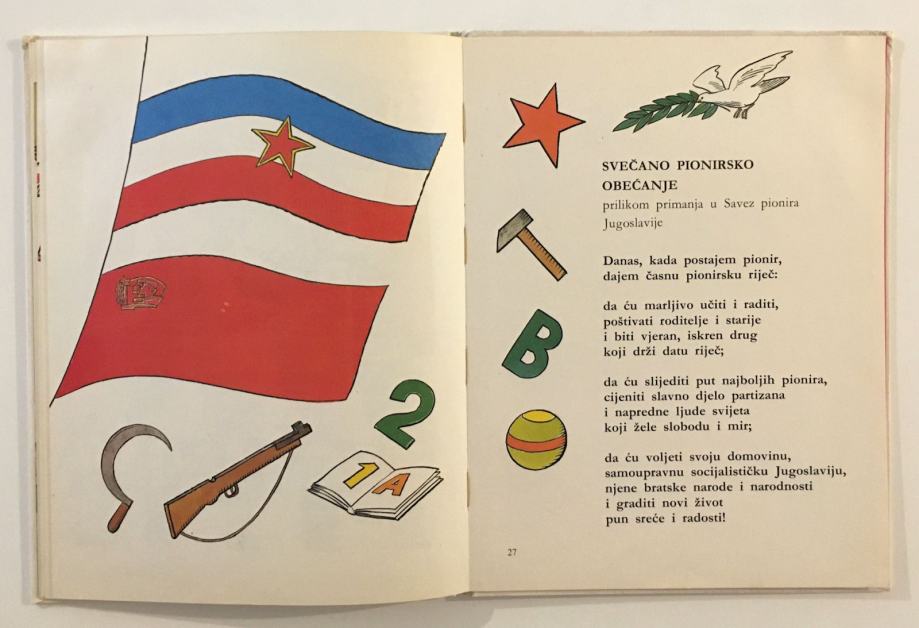 2
1 A
B
SVEČANO PIONIRSKO
OBEĆANJE
prilikom primanja u Savez pionira
Jugoslavije
Danas, kada postajem pionir,
dajem časnu pionirsku riječ:
da ću marljivo učiti i raditi,
poštivati roditelje i starije
i biti vjeran, iskren drug
koji drži datu riječ;
da ću slijediti put najboljih pionira,
cijeniti slavno djelo partizana
i napredne ljude svijeta
koji žele slobodu i mir;
da ću voljeti svoju domovinu,
samoupravnu socijalističku Jugoslaviju,
njene bratske narode i narodnosti
i graditi novi život
pun sreće i radosti!
27